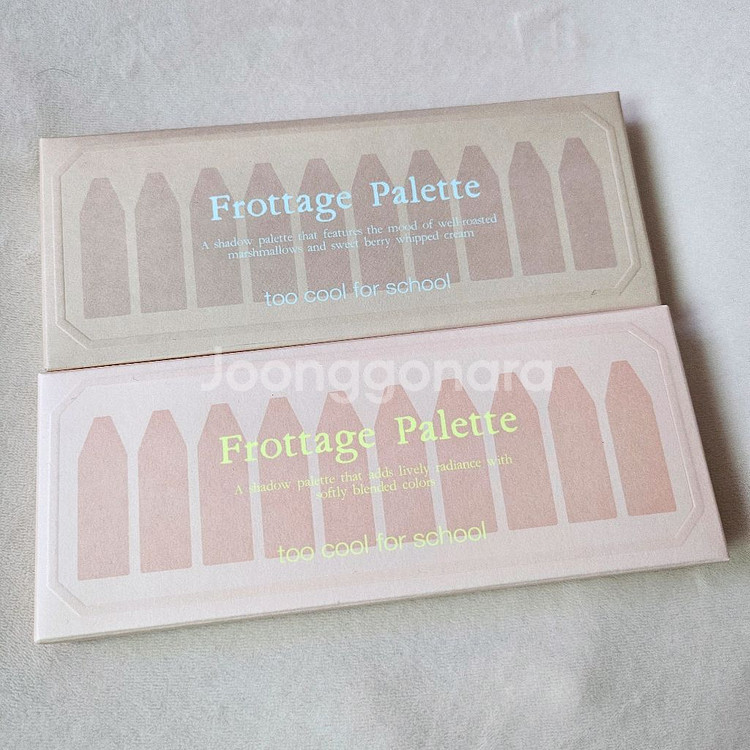 Frottage Palette
A shadow palette that features the mood of well-roasted
marshmallows and sweet berry whipped cream
too cool for school
Joonggonara
Frottage Palette
A shadow palette that adds lively radiance with
softly blended colors
too cool for school